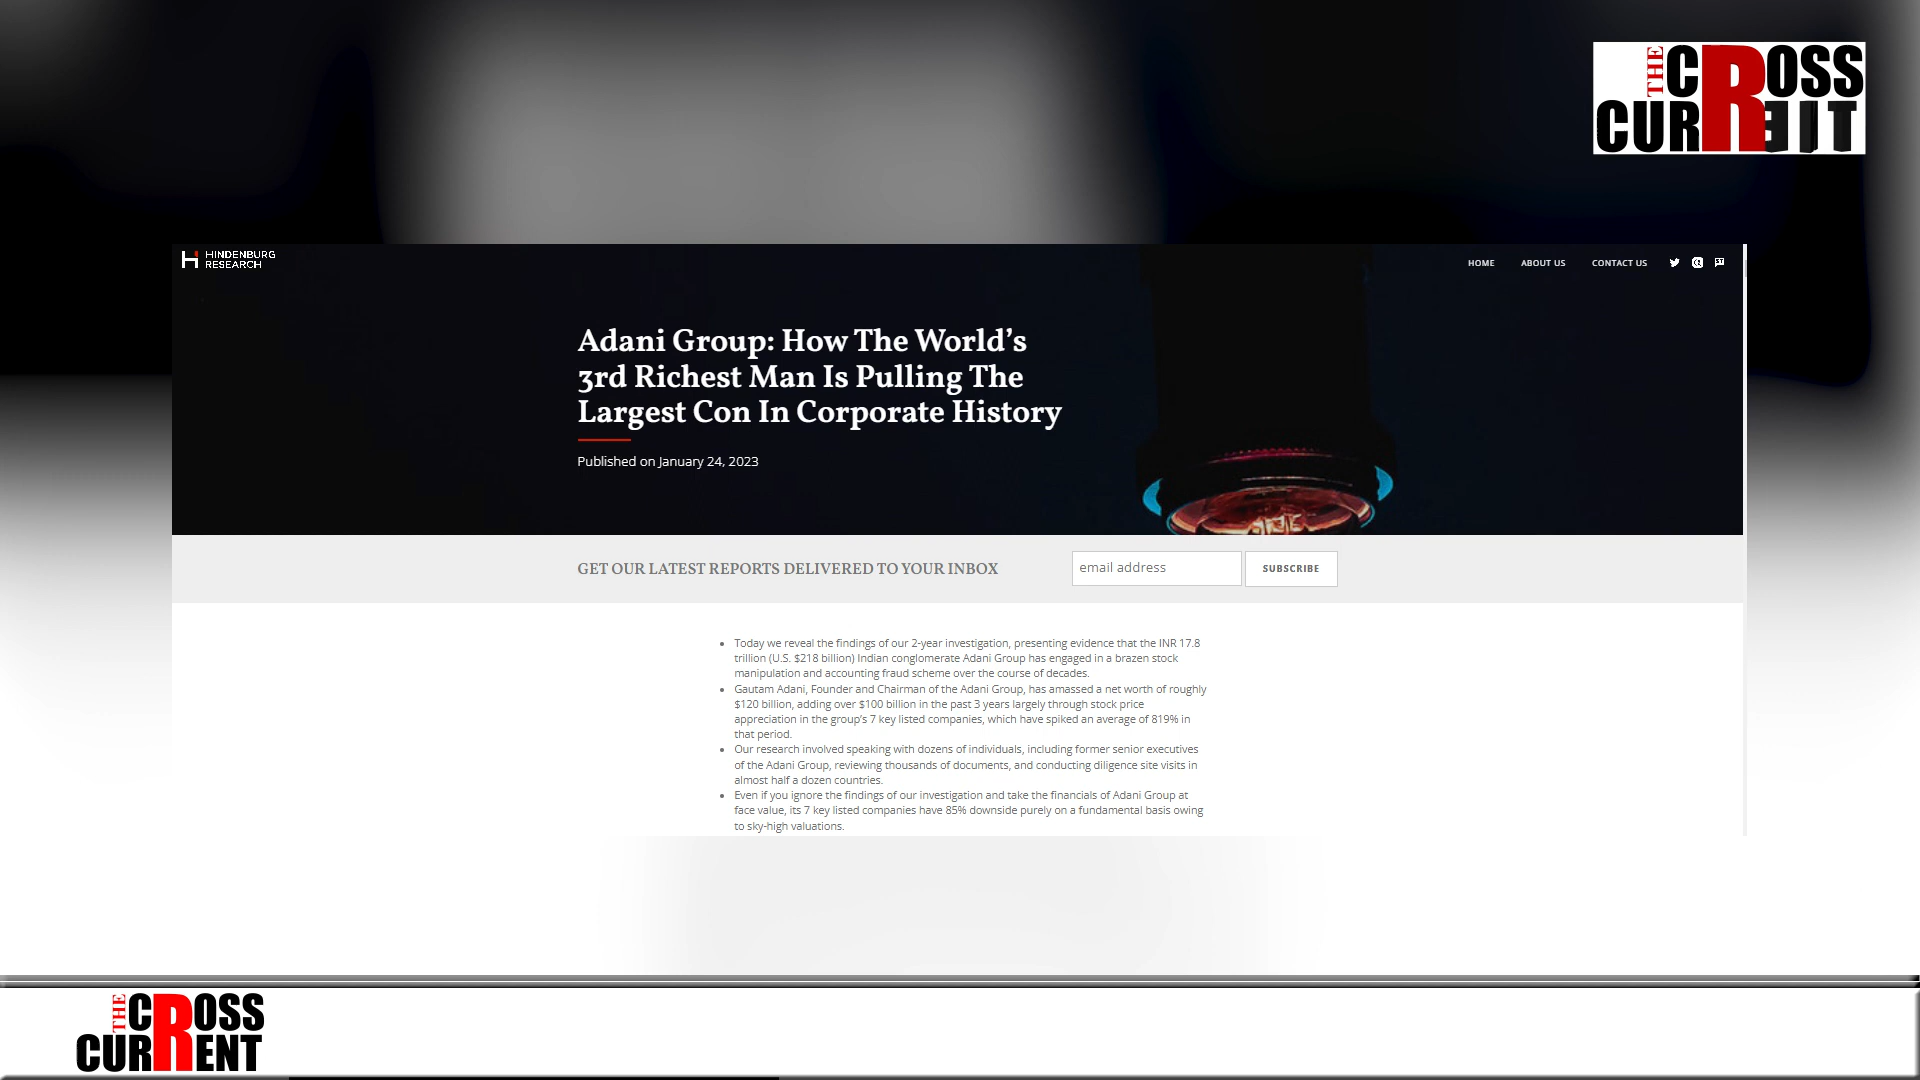 THE CROSS
CURRENT
HINDENBURG
RESEARCH
HOME ABOUT US CONTACT US
Adani Group: How The World’s
3rd Richest Man Is Pulling The
Largest Con In Corporate History
Published on January 24, 2023
GET OUR LATEST REPORTS DELIVERED TO YOUR INBOX email address SUBSCRIBE
• Today we reveal the findings of our 2-year investigation, presenting evidence that the INR 17.8
trillion (U.S. $218 billion) Indian conglomerate Adani Group has engaged in a brazen stock
manipulation and accounting fraud scheme over the course of decades.
• Gautam Adani, Founder and Chairman of the Adani Group, has amassed a net worth of roughly
$120 billion, adding over $100 billion in the past 3 years largely through stock price
appreciation in the group’s 7 key listed companies, which have spiked an average of 819% in
that period.
• Our research involved speaking with dozens of individuals, including former senior executives
of the Adani Group, reviewing thousands of documents, and conducting diligence site visits in
almost half a dozen countries.
• Even if you ignore the findings of our investigation and take the financials of Adani Group at
face value, its 7 key listed companies have 85% downside purely on a fundamental basis owing
to sky-high valuations.
THE CROSS
CURRENT